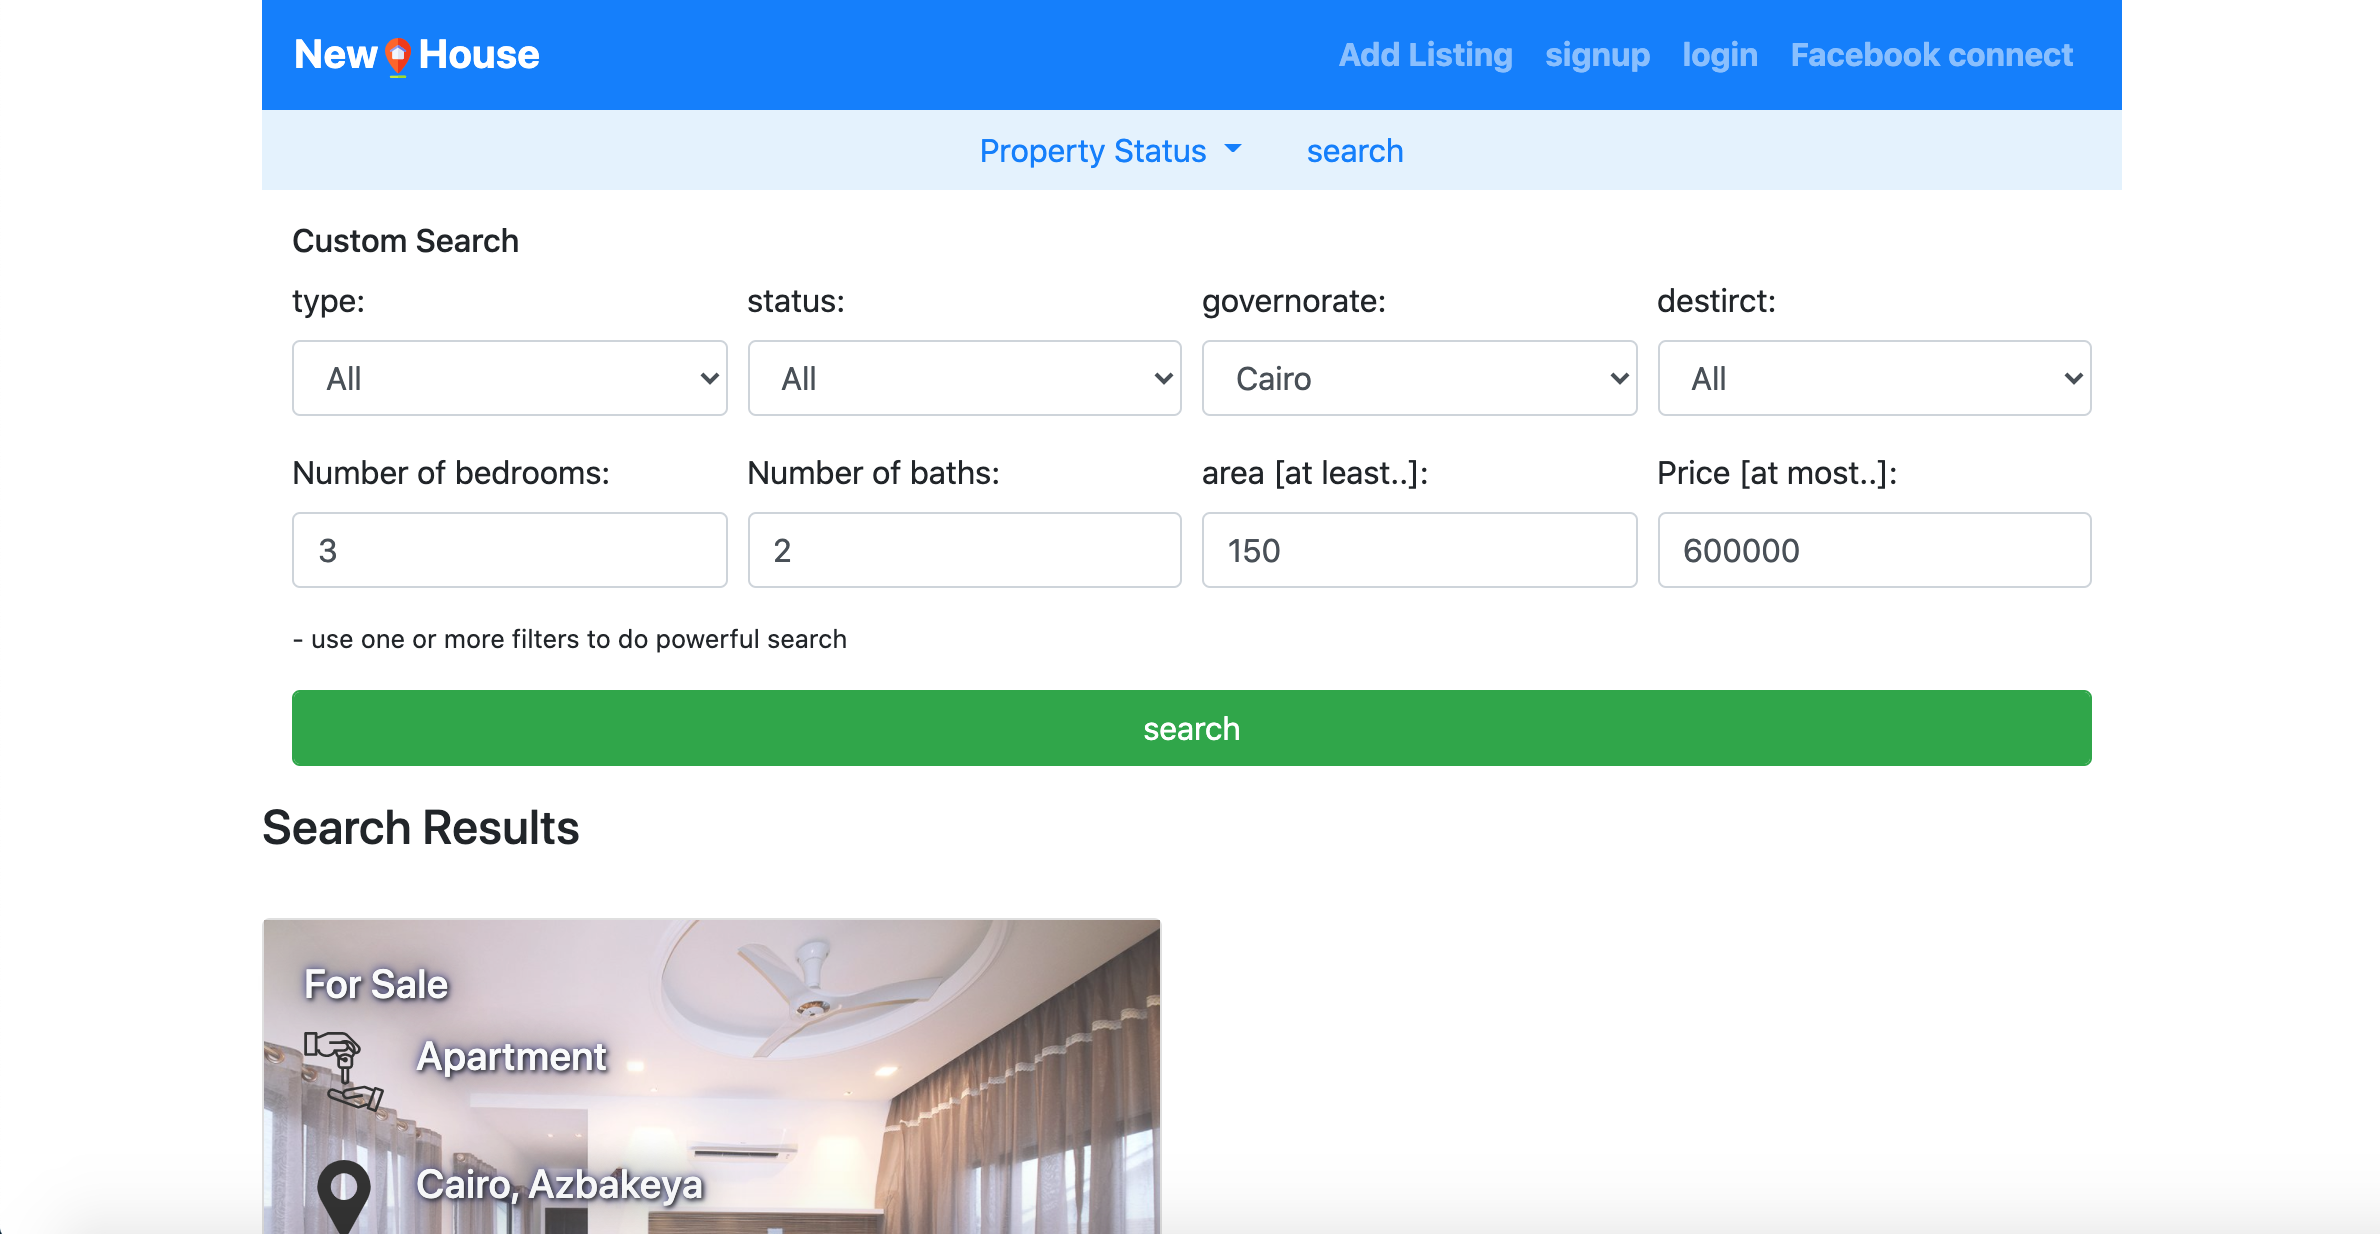 New House
Add Listing signup login Facebook connect
Property Status search
Custom Search
type: status: governorate: destirct:
All All Cairo All
Number of bedrooms: Number of baths: area [at least..]: Price [at most..]:
3 2 150 600000
- use one or more filters to do powerful search
search
Search Results
For Sale
Apartment
Cairo, Azbakeya